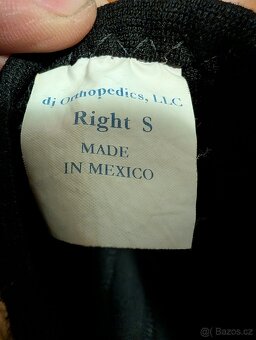 dj Orthopedics, LLC
Right S
MADE
IN MEXICO
Bazos.cz